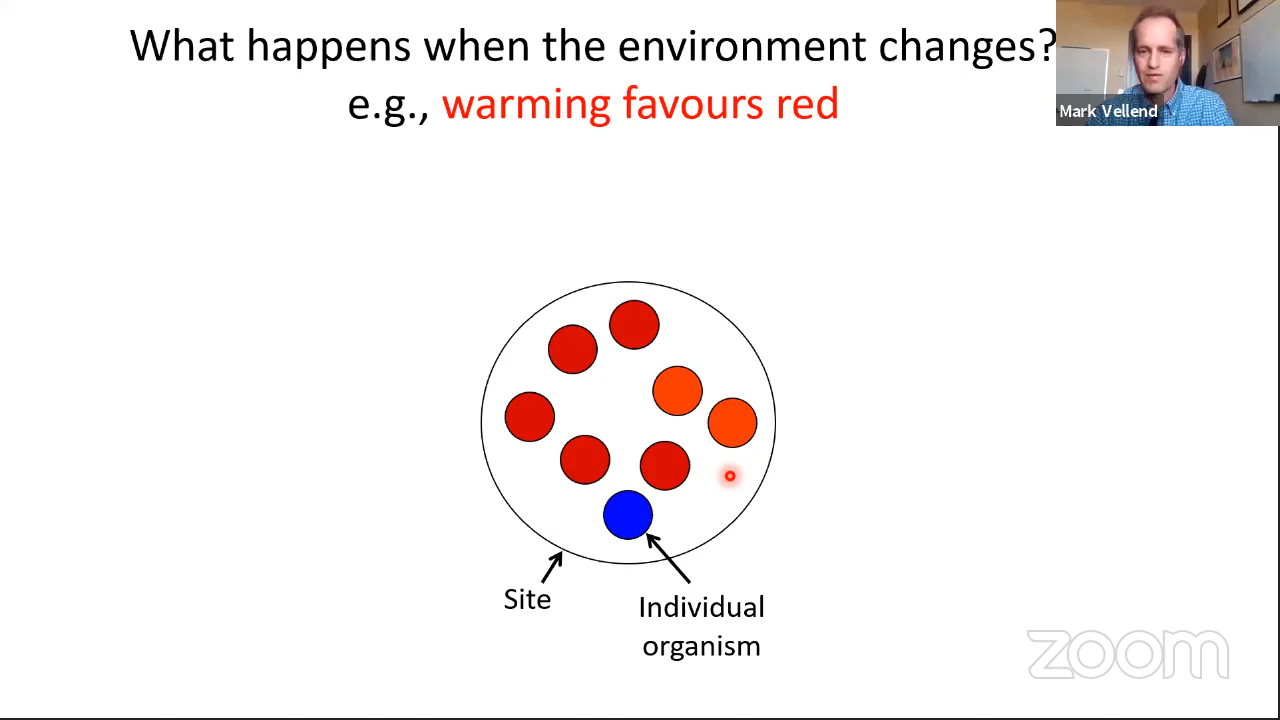 What happens when the environment changes?
e.g., warming favours red
Mark Vellend
Site
Individual
organism
zoom